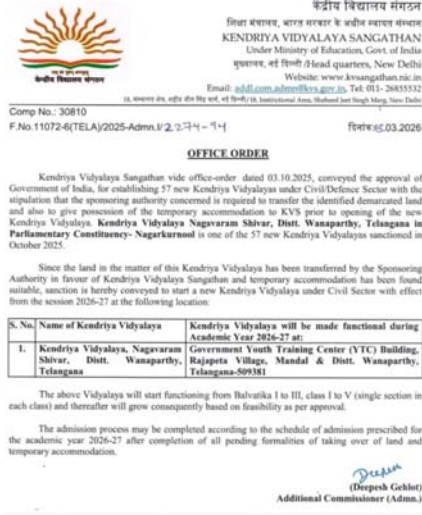 केंद्रीय विद्यालय संगठन
शिक्षा मंत्रालय, भारत सरकार के अधीन स्वायत्त संस्थान
KENDRIYA VIDYALAYA SANGATHAN
Under Ministry of Education, Govt. of India
मुख्यालय, नई दिल्ली /Head quarters, New Delhi
Website: www.kvsangathan.nic.in
Email: addl.com.admn@kvs.gov.in, Tel: 011- 26855532
18, संस्थागत क्षेत्र, शहीद जीत सिंह मार्ग, नई दिल्ली/18, Institutional Area, Shaheed Jeet Singh Marg, New Delhi
केन्द्रीय विद्यालय संगठन
Comp No.: 30810
F.No.11072-6(TELA)/2025-Admn.I/2274-94
दिनांक: .03.2026
OFFICE ORDER
Kendriya Vidyalaya Sangathan vide office-order dated 03.10.2025, conveyed the approval of
Government of India, for establishing 57 new Kendriya Vidyalayas under Civil/Defence Sector with the
stipulation that the sponsoring authority concerned is required to transfer the identified demarcated land
and also to give possession of the temporary accommodation to KVS prior to opening of the new
Kendriya Vidyalaya. Kendriya Vidyalaya Nagavaram Shivar, Distt. Wanaparthy, Telangana in
Parliamentary Constituency- Nagarkurnool is one of the 57 new Kendriya Vidyalayas sanctioned in
October 2025.
Since the land in the matter of this Kendriya Vidyalaya has been transferred by the Sponsoring
Authority in favour of Kendriya Vidyalaya Sangathan and temporary accommodation has been found
suitable, sanction is hereby conveyed to start a new Kendriya Vidyalaya under Civil Sector with effect
from the session 2026-27 at the following location:
S. No. Name of Kendriya Vidyalaya Kendriya Vidyalaya will be made functional during
Academic Year 2026-27 at:
1. Kendriya Vidyalaya, Nagavaram Government Youth Training Center (YTC) Building,
Shivar, Distt. Wanaparthy, Rajapeta Village, Mandal & Distt. Wanaparthy,
Telangana Telangana-509381
The above Vidyalaya will start functioning from Balvatika I to III, class I to V (single section in
each class) and thereafter will grow consequently based on feasibility as per approval.
The admission process may be completed according to the schedule of admission prescribed for
the academic year 2026-27 after completion of all pending formalities of taking over of land and
temporary accommodation.
Deepesh
(Deepesh Gehlot)
Additional Commissioner (Admn.)